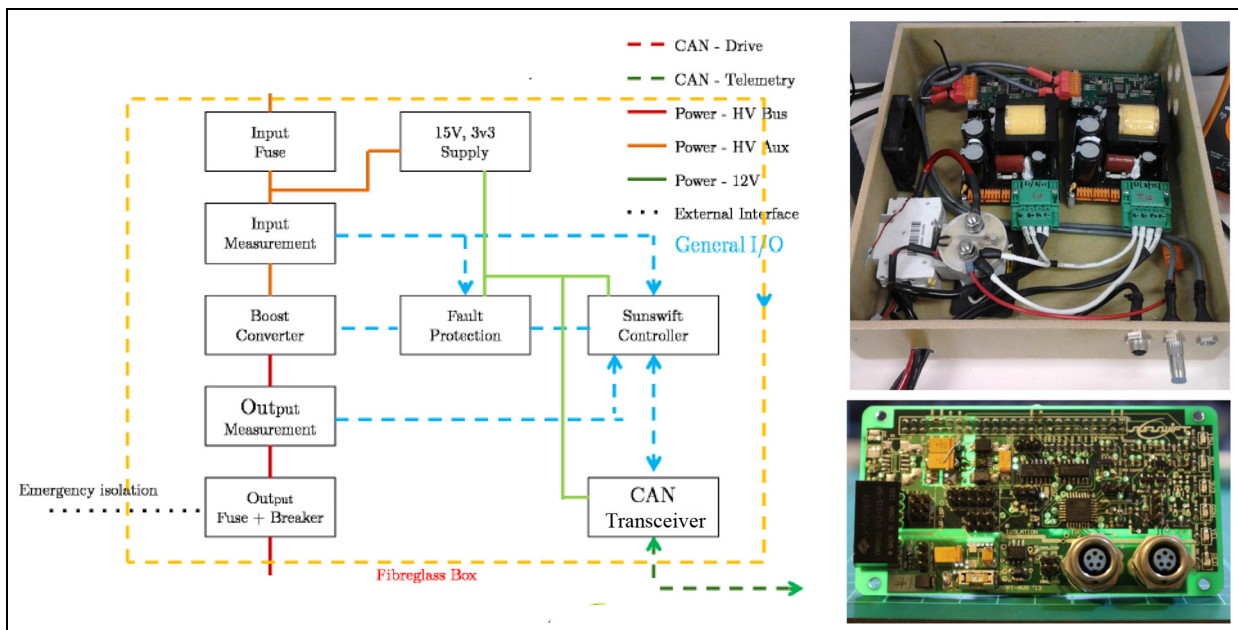 CAN - Drive
CAN - Telemetry
Power - HV Bus
Power - HV Aux
Power - 12V
External Interface
General I/O
Input
Fuse
15V, 3v3
Supply
Input
Measurement
Boost
Converter
Fault
Protection
Sunswift
Controller
Output
Measurement
Emergency isolation
Output
Fuse + Breaker
CAN
Transceiver
Fibreglass Box
sunswift